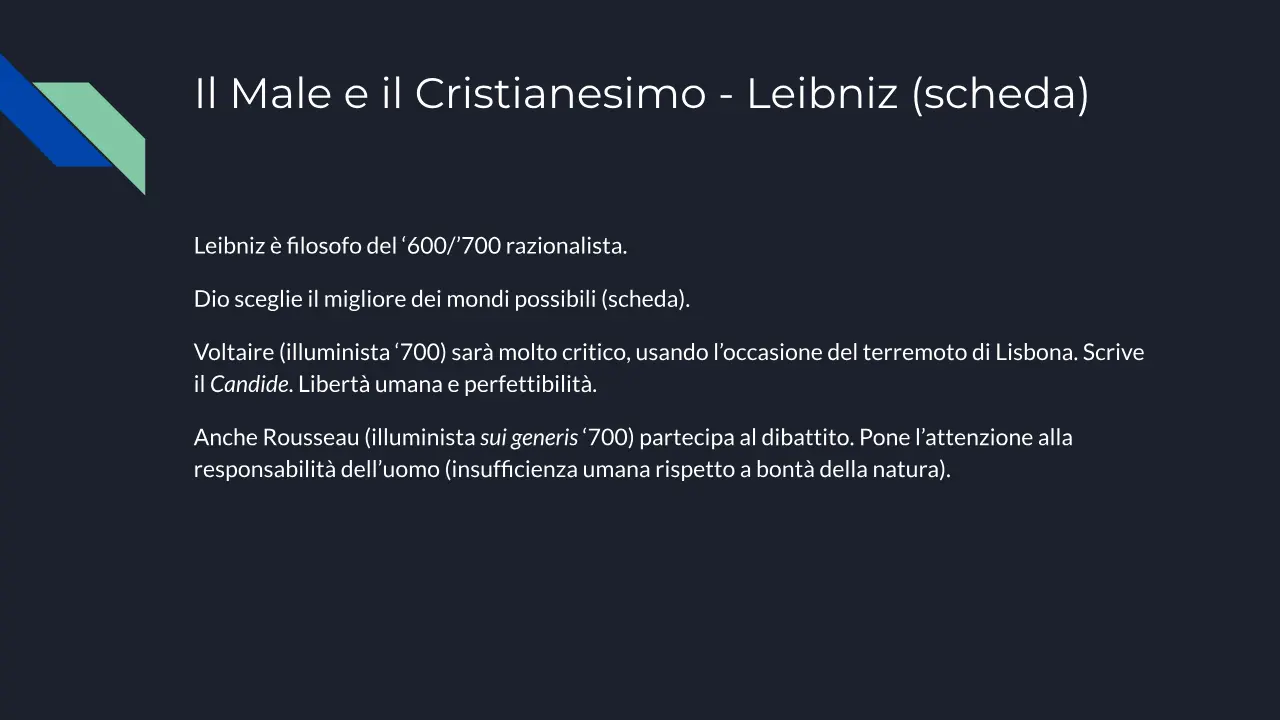 Il Male e il Cristianesimo - Leibniz (scheda)
Leibniz è filosofo del ‘600/’700 razionalista.
Dio sceglie il migliore dei mondi possibili (scheda).
Voltaire (illuminista ‘700) sarà molto critico, usando l’occasione del terremoto di Lisbona. Scrive
il Candide. Libertà umana e perfettibilità.
Anche Rousseau (illuminista sui generis ‘700) partecipa al dibattito. Pone l’attenzione alla
responsabilità dell’uomo (insufficienza umana rispetto a bontà della natura).